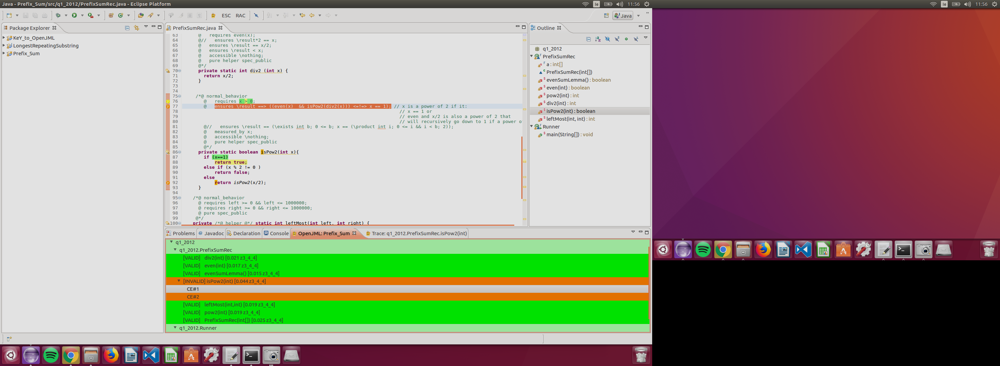 Java - Prefix_Sum/src/q1_2012/PrefixSumRec.java - Eclipse Platform
Ie
11:56
Ie
11:56
ESC RAC
Java
Package Explorer
KeY_to_OpenJML
LongestRepeatingSubstring
Prefix_Sum
PrefixSumRec.java
63 @   requires even(x);
64 @//   ensures \result*2 == x;
65 @   ensures \result == x/2;
66 @   ensures \result < x;
67 @   accessible \nothing;
68 @   pure helper spec_public
69 @*/
70 private static int div2 (int x) {
71 return x/2;
72 }
73
74
75 /*@ normal_behavior
76 @   requires x > 0;
77 @   ensures \result ==> ((even(x)  && isPow2(div2(x))) <=!=> x == 1); // x is a power of 2 if it:
78 // x == 1 or
79 // even and x/2 is also a power of 2 that
80 // will recursively go down to 1 if a power o
81 @//   ensures \result == (\exists int b; 0 <= b; x == (\product int i; 0 <= i && i < b; 2));
82 @   measured_by x;
83 @   accessible \nothing;
84 @   pure helper spec_public
85 @*/
86 private static boolean isPow2(int x){
87 if (x==1)
88 return true;
89 else if (x % 2 != 0 )
90 return false;
91 else
92 return isPow2(x/2);
93 }
94
95 /*@ normal_behavior
96 @ requires left >= 0 && left <= 1000000;
97 @ requires right >= 0 && right <= 1000000;
98 @ pure spec_public
99 @*/
100 private /*@ helper @*/ static int leftMost(int left, int right) {
Outline
q1_2012
PrefixSumRec
a : int[]
PrefixSumRec(int[])
evenSumLemma() : boolean
even(int) : boolean
pow2(int) : int
div2(int) : int
isPow2(int) : boolean
leftMost(int, int) : int
Runner
main(String[]) : void
Problems @ Javadoc Declaration Console OpenJML: Prefix_Sum Trace: q1_2012.PrefixSumRec.isPow2(int)
q1_2012
q1_2012.PrefixSumRec
[VALID] div2(int) [0.021 z3_4_4]
[VALID] even(int) [0.017 z3_4_4]
[VALID] evenSumLemma() [0.015 z3_4_4]
[INVALID] isPow2(int) [0.044 z3_4_4]
CE#1
CE#2
[VALID] leftMost(int,int) [0.019 z3_4_4]
[VALID] pow2(int) [0.019 z3_4_4]
[VALID] PrefixSumRec(int[]) [0.025 z3_4_4]
q1_2012.Runner